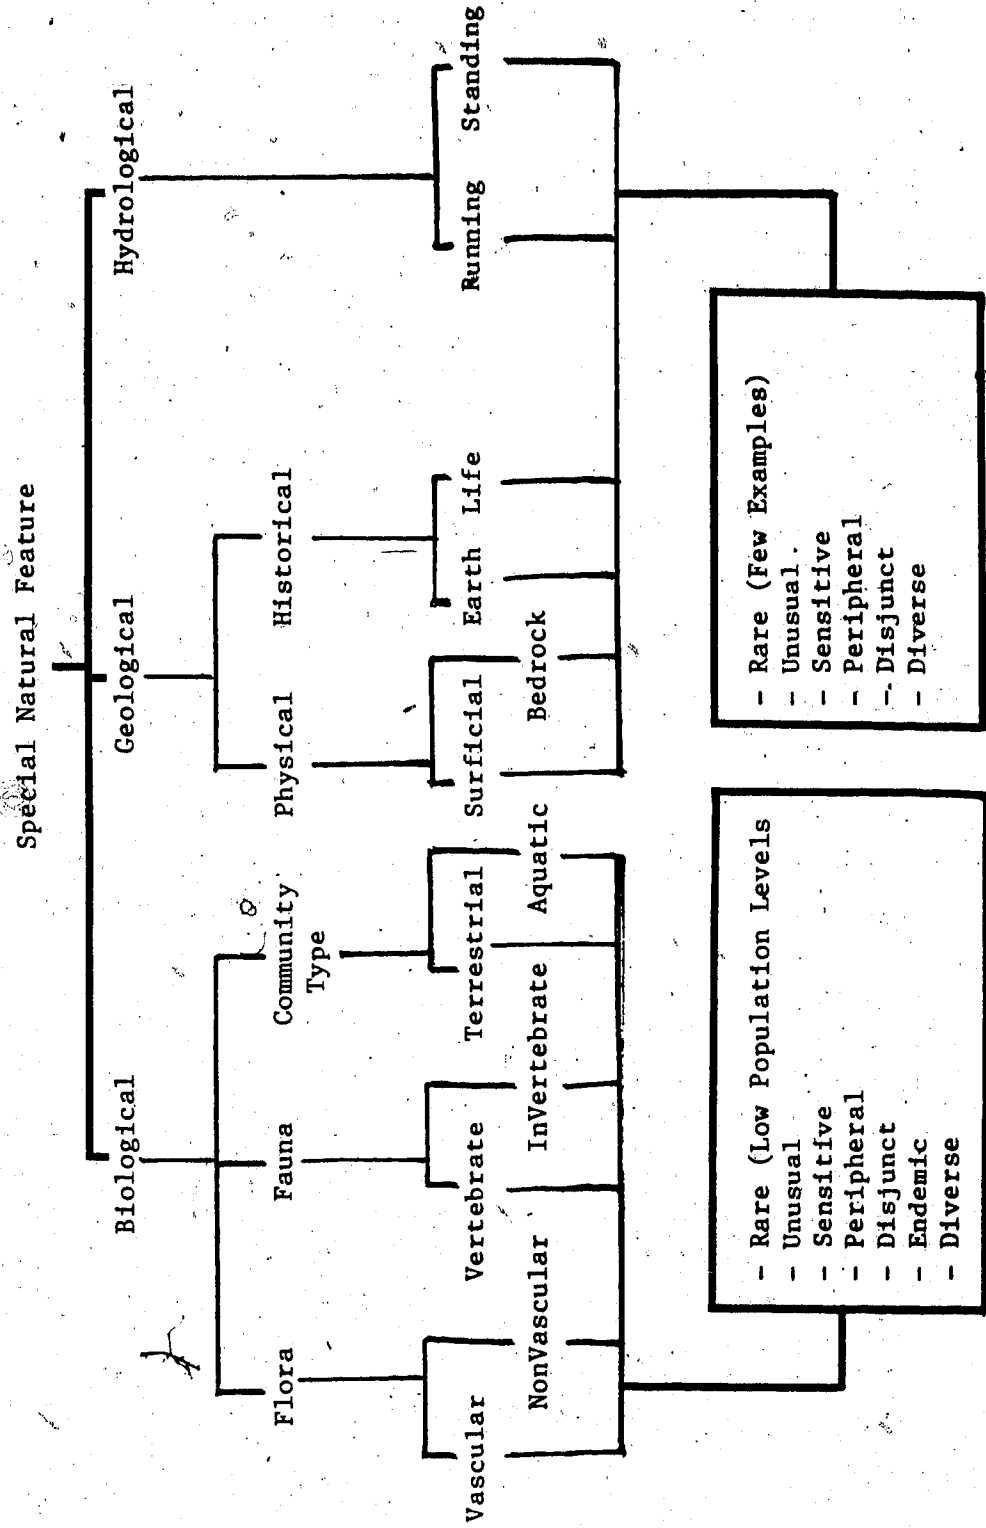 Special Natural Feature
Biological
Geological
Hydrological
Flora
Fauna
Community
Type
Physical
Historical
Vascular
NonVascular
Vertebrate
InVertebrate
Terrestrial
Aquatic
Surficial
Bedrock
Earth
Life
Running
Standing
- Rare (Low Population Levels
- Unusual
- Sensitive
- Peripheral
- Disjunct
- Endemic
- Diverse
- Rare (Few Examples)
- Unusual.
- Sensitive
- Peripheral
- Disjunct
- Diverse